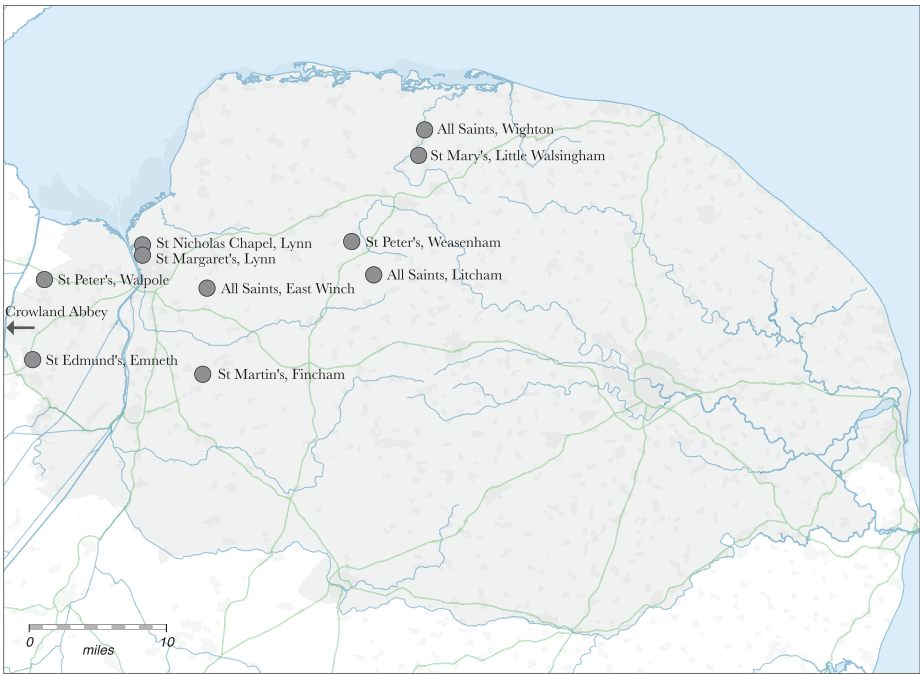 All Saints, Wighton
St Mary's, Little Walsingham
St Nicholas Chapel, Lynn
St Peter's, Weasenham
St Margaret's, Lynn
All Saints, Litcham
St Peter's, Walpole
All Saints, East Winch
Crowland Abbey
St Edmund's, Emneth
St Martin's, Fincham
0 10
miles